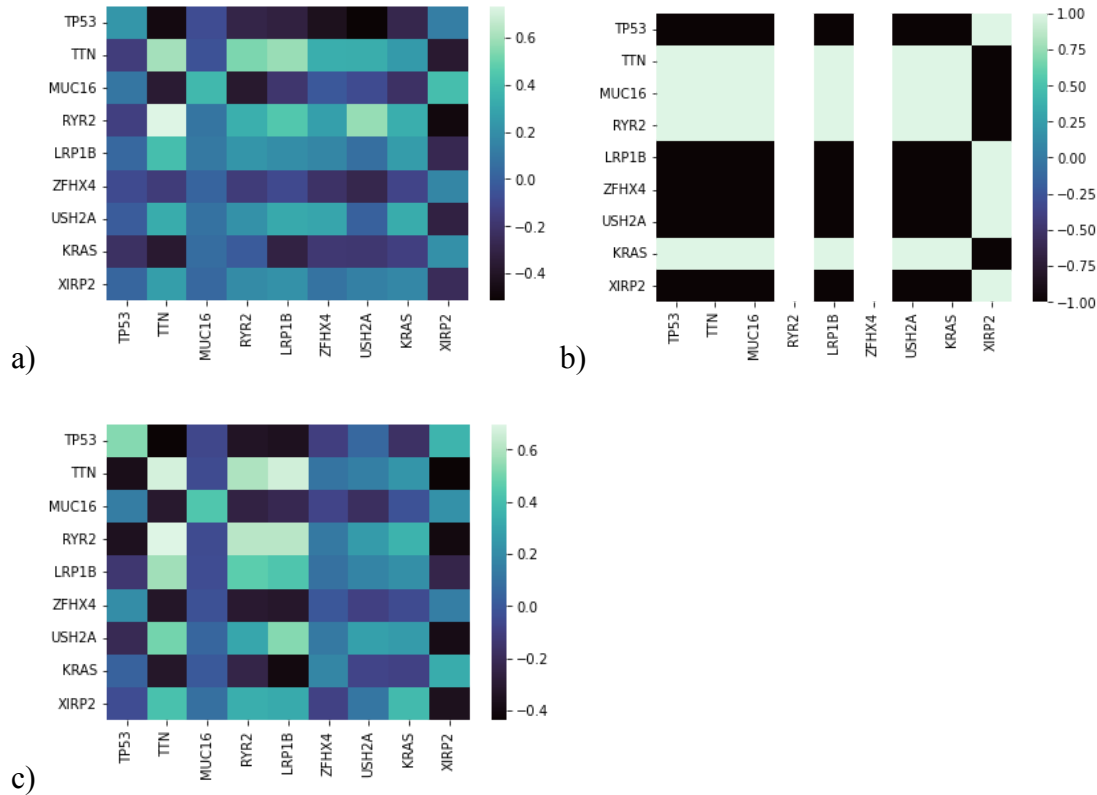 TP53
TTN
MUC16
RYR2
LRP1B
ZFHX4
USH2A
KRAS
XIRP2
TP53 TTN MUC16 RYR2 LRP1B ZFHX4 USH2A KRAS XIRP2
0.6
0.4
0.2
0.0
−0.2
−0.4
a)
TP53
TTN
MUC16
RYR2
LRP1B
ZFHX4
USH2A
KRAS
XIRP2
TP53 TTN MUC16 RYR2 LRP1B ZFHX4 USH2A KRAS XIRP2
1.00
0.75
0.50
0.25
0.00
−0.25
−0.50
−0.75
−1.00
b)
TP53
TTN
MUC16
RYR2
LRP1B
ZFHX4
USH2A
KRAS
XIRP2
TP53 TTN MUC16 RYR2 LRP1B ZFHX4 USH2A KRAS XIRP2
0.6
0.4
0.2
0.0
−0.2
−0.4
c)